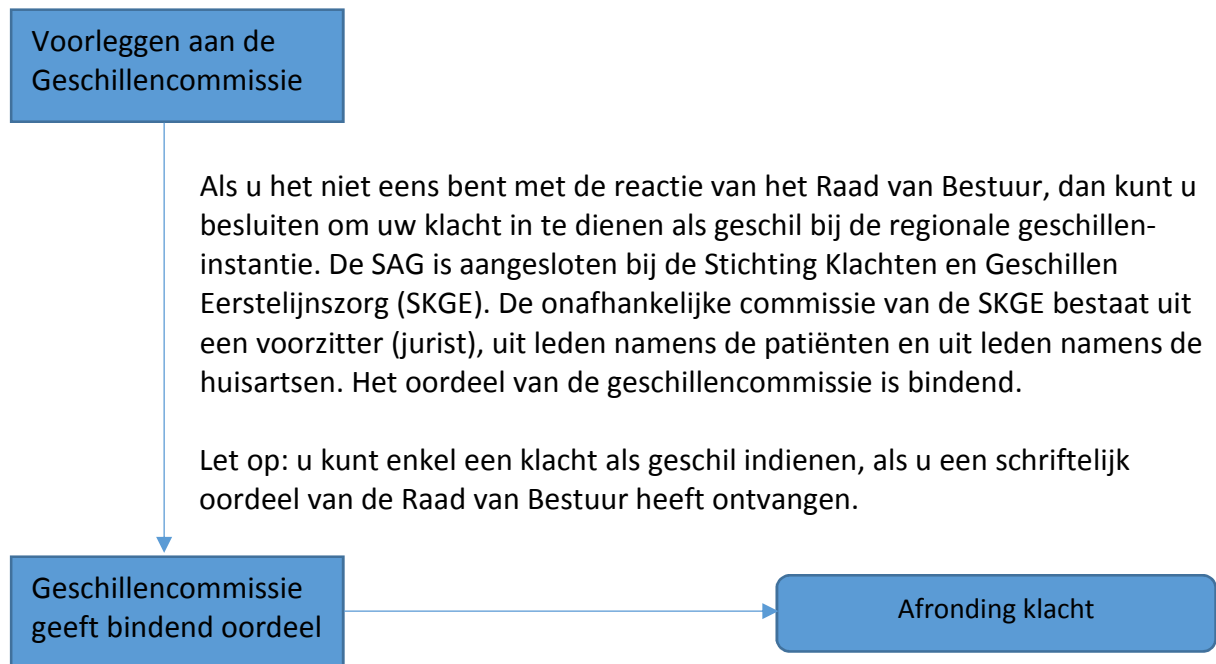 Voorleggen aan de
Geschillencommissie
Als u het niet eens bent met de reactie van het Raad van Bestuur, dan kunt u
besluiten om uw klacht in te dienen als geschil bij de regionale geschillen-
instantie. De SAG is aangesloten bij de Stichting Klachten en Geschillen
Eerstelijnszorg (SKGE). De onafhankelijke commissie van de SKGE bestaat uit
een voorzitter (jurist), uit leden namens de patiënten en uit leden namens de
huisartsen. Het oordeel van de geschillencommissie is bindend.
Let op: u kunt enkel een klacht als geschil indienen, als u een schriftelijk
oordeel van de Raad van Bestuur heeft ontvangen.
Geschillencommissie
geeft bindend oordeel
Afronding klacht